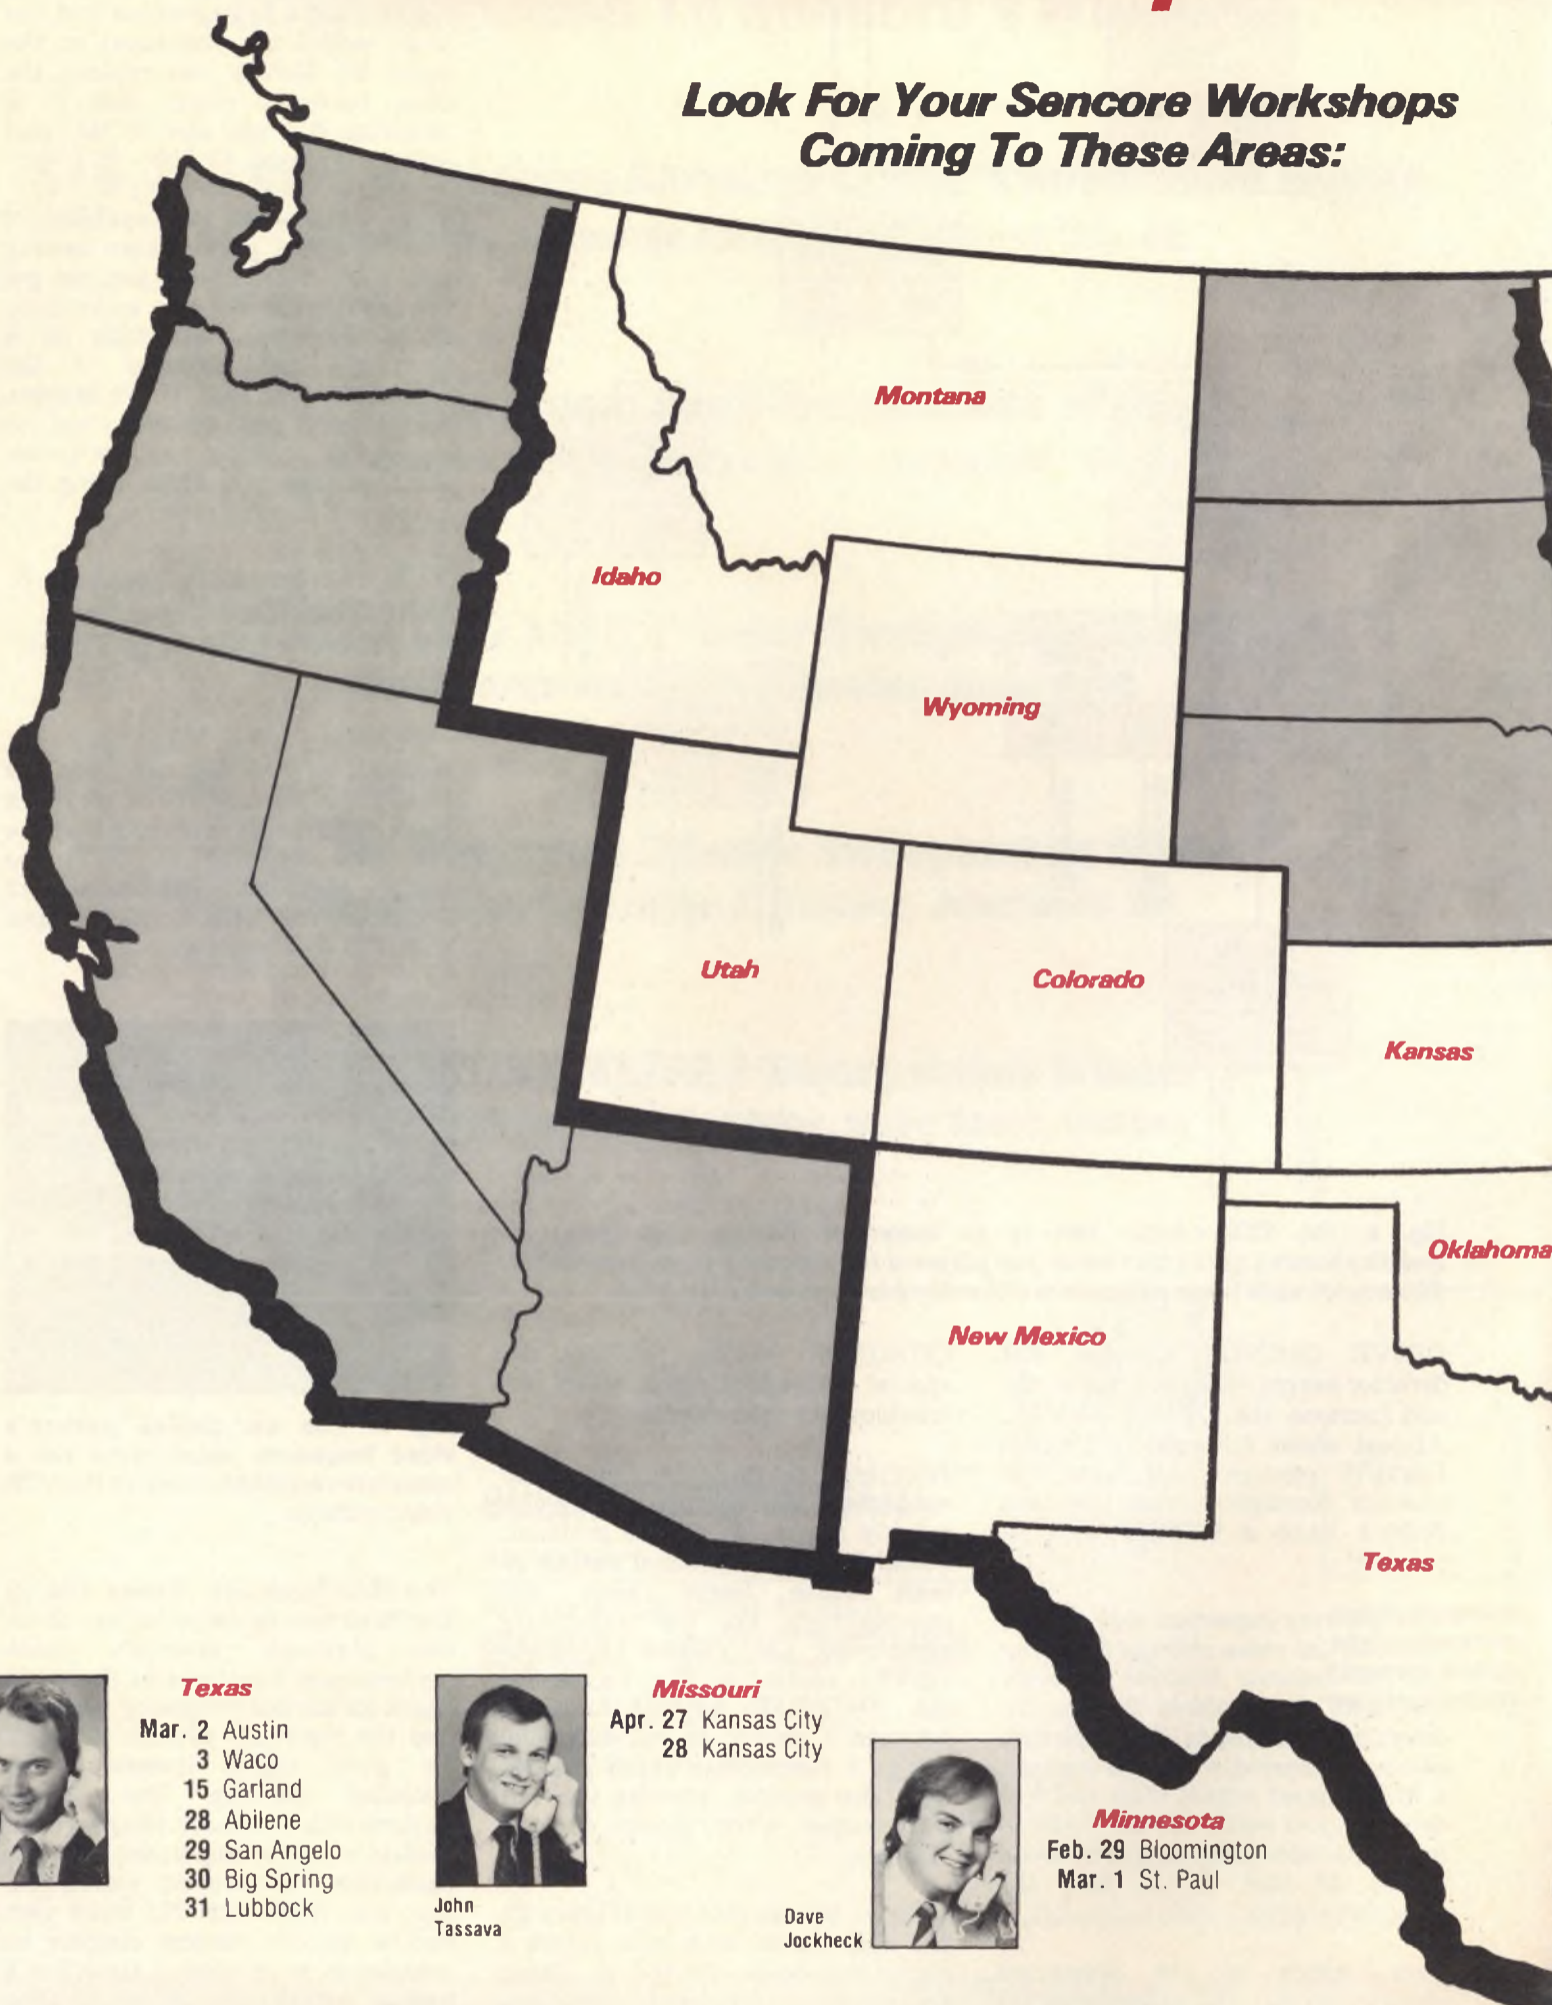 Look For Your Sencore Workshops
Coming To These Areas:
Montana
Idaho
Wyoming
Utah
Colorado
Kansas
Oklahoma
New Mexico
Texas
Texas
Mar. 2 Austin
3 Waco
15 Garland
28 Abilene
29 San Angelo
30 Big Spring
31 Lubbock
John
Tassava
Missouri
Apr. 27 Kansas City
28 Kansas City
Dave
Jockheck
Minnesota
Feb. 29 Bloomington
Mar. 1 St. Paul